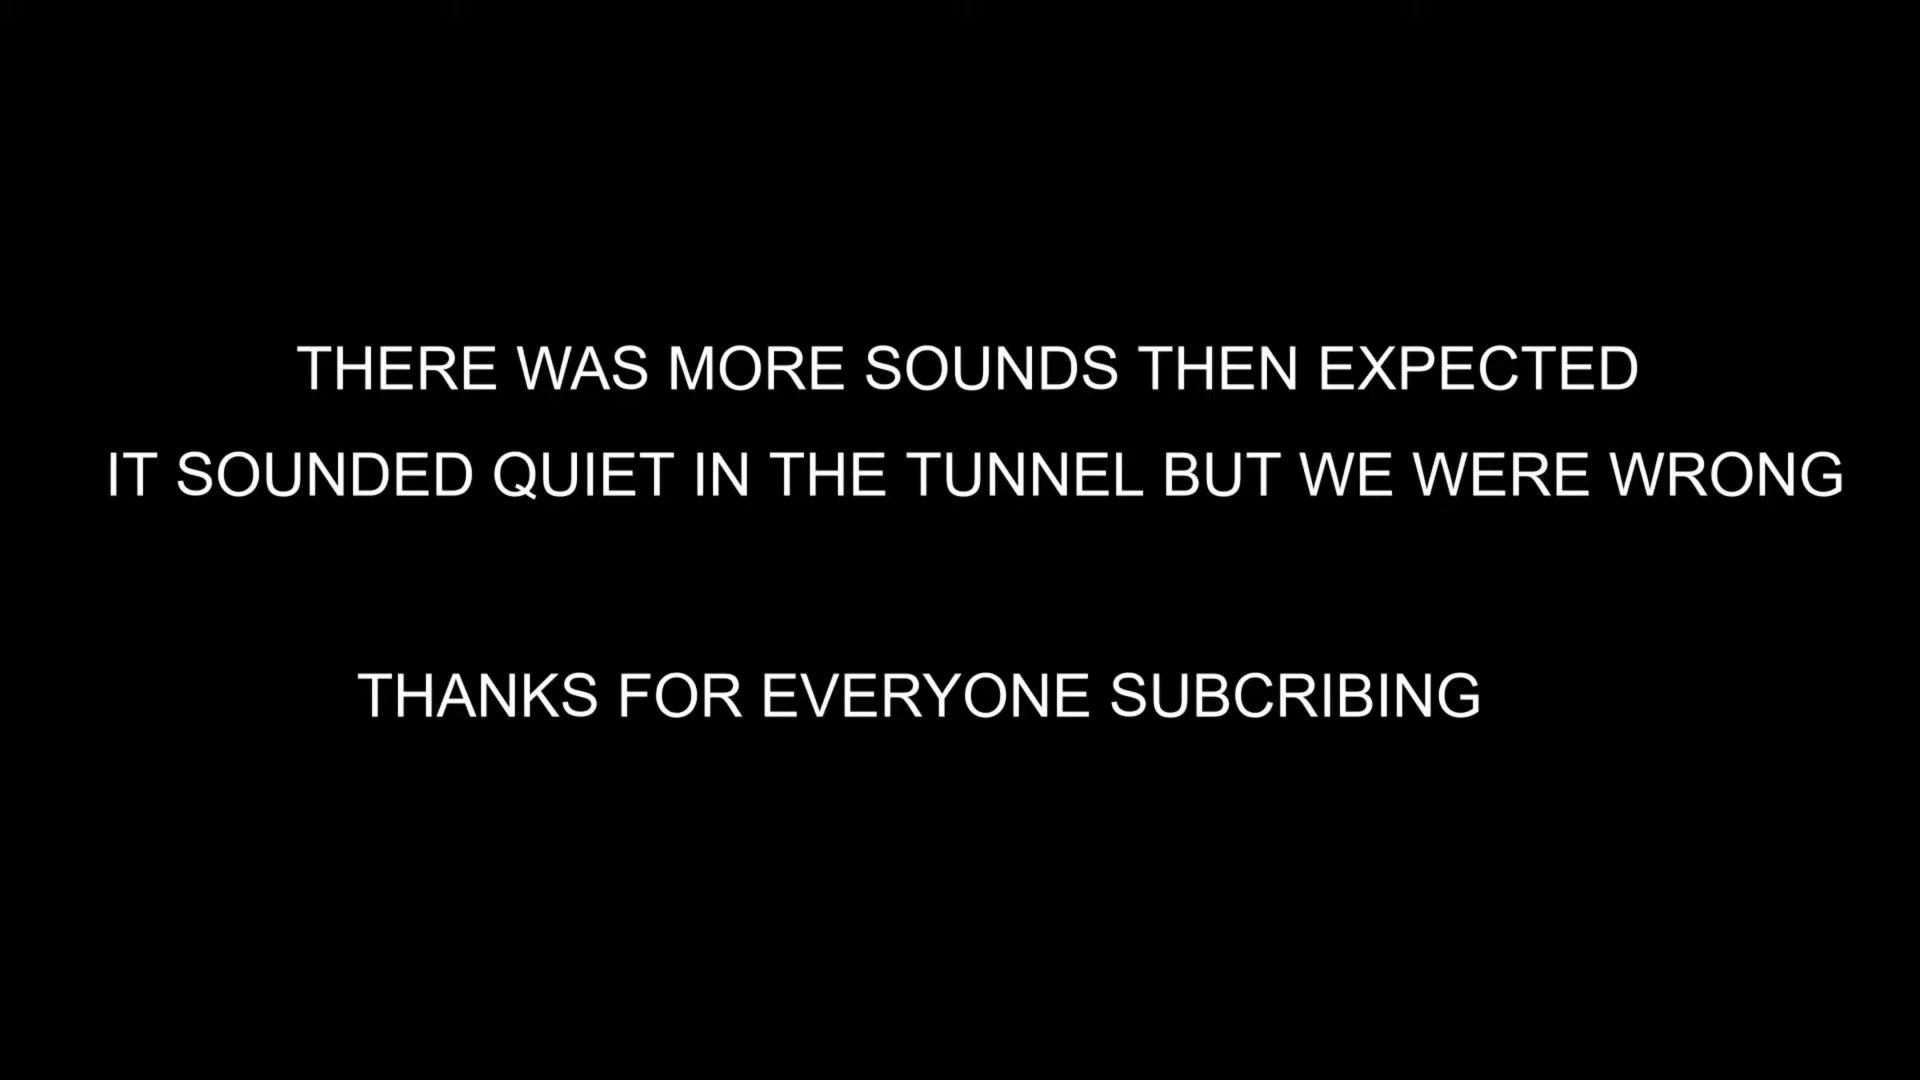 THERE WAS MORE SOUNDS THEN EXPECTED
IT SOUNDED QUIET IN THE TUNNEL BUT WE WERE WRONG
THANKS FOR EVERYONE SUBCRIBING